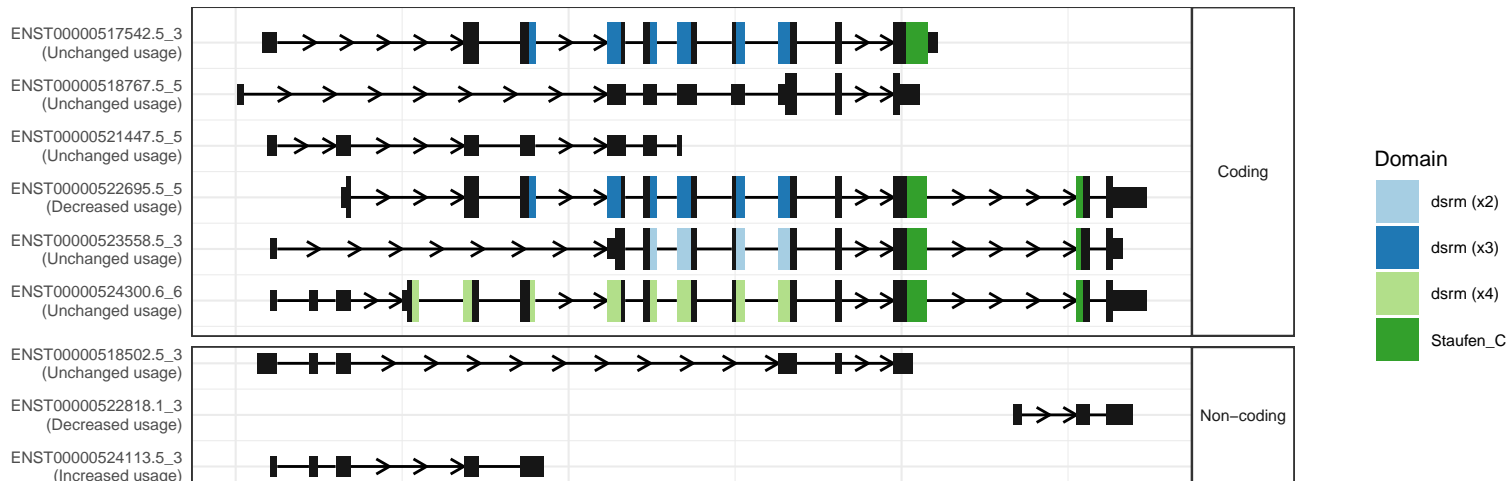 ENST00000517542.5_3
(Unchanged usage)
ENST00000518767.5_5
(Unchanged usage)
ENST00000521447.5_5
(Unchanged usage)
ENST00000522695.5_5
(Decreased usage)
ENST00000523558.5_3
(Unchanged usage)
ENST00000524300.6_6
(Unchanged usage)
Coding
ENST00000518502.5_3
(Unchanged usage)
ENST00000522818.1_3
(Decreased usage)
ENST00000524113.5_3
(Increased usage)
Non−coding
Domain
dsrm (x2)
dsrm (x3)
dsrm (x4)
Staufen_C